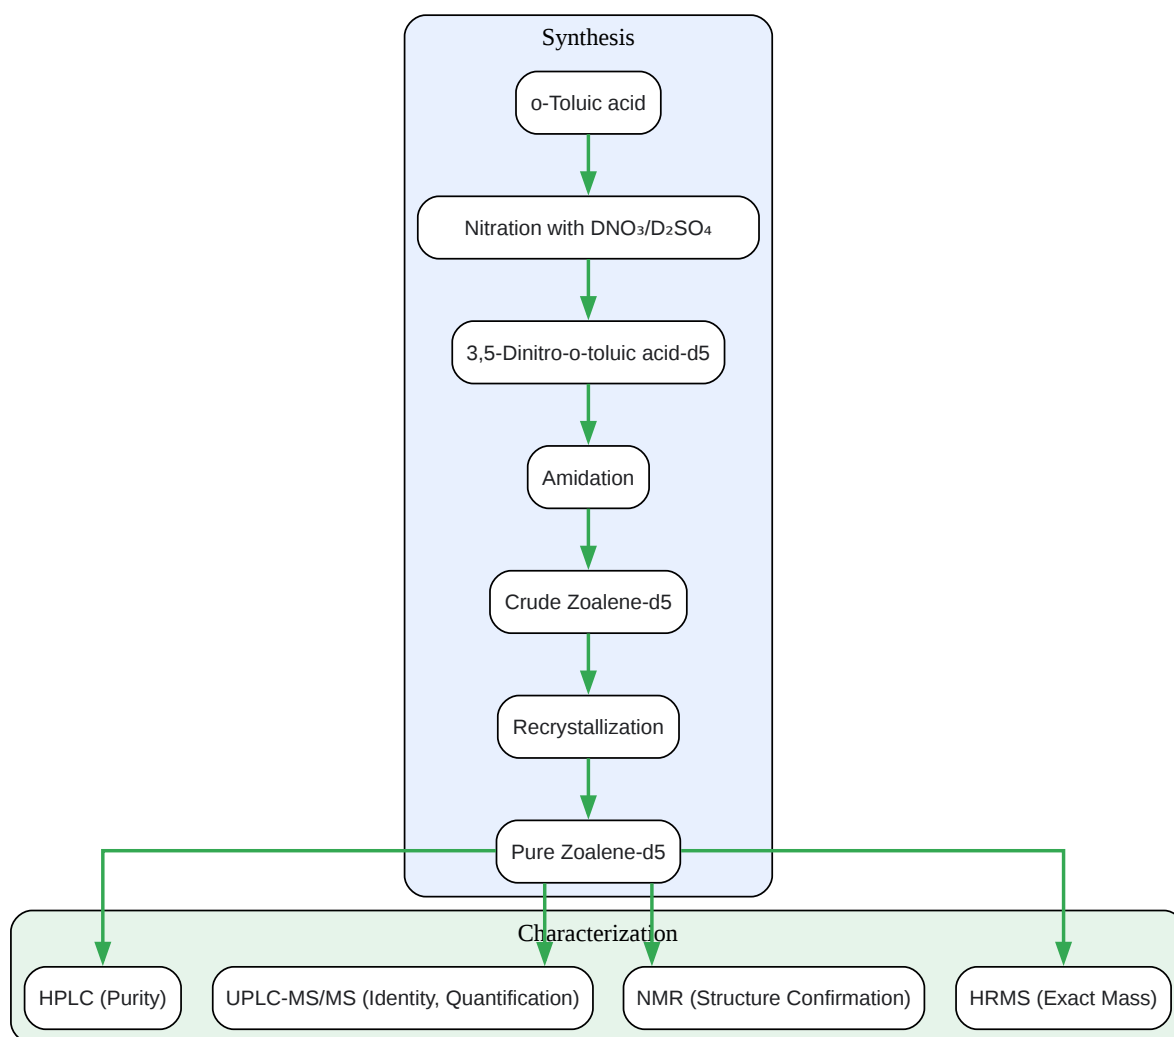 Synthesis
o-Toluic acid
Nitration with DNO₃/D₂SO₄
3,5-Dinitro-o-toluic acid-d5
Amidation
Crude Zoalene-d5
Recrystallization
Pure Zoalene-d5
Characterization
HPLC (Purity)
UPLC-MS/MS (Identity, Quantification)
NMR (Structure Confirmation)
HRMS (Exact Mass)